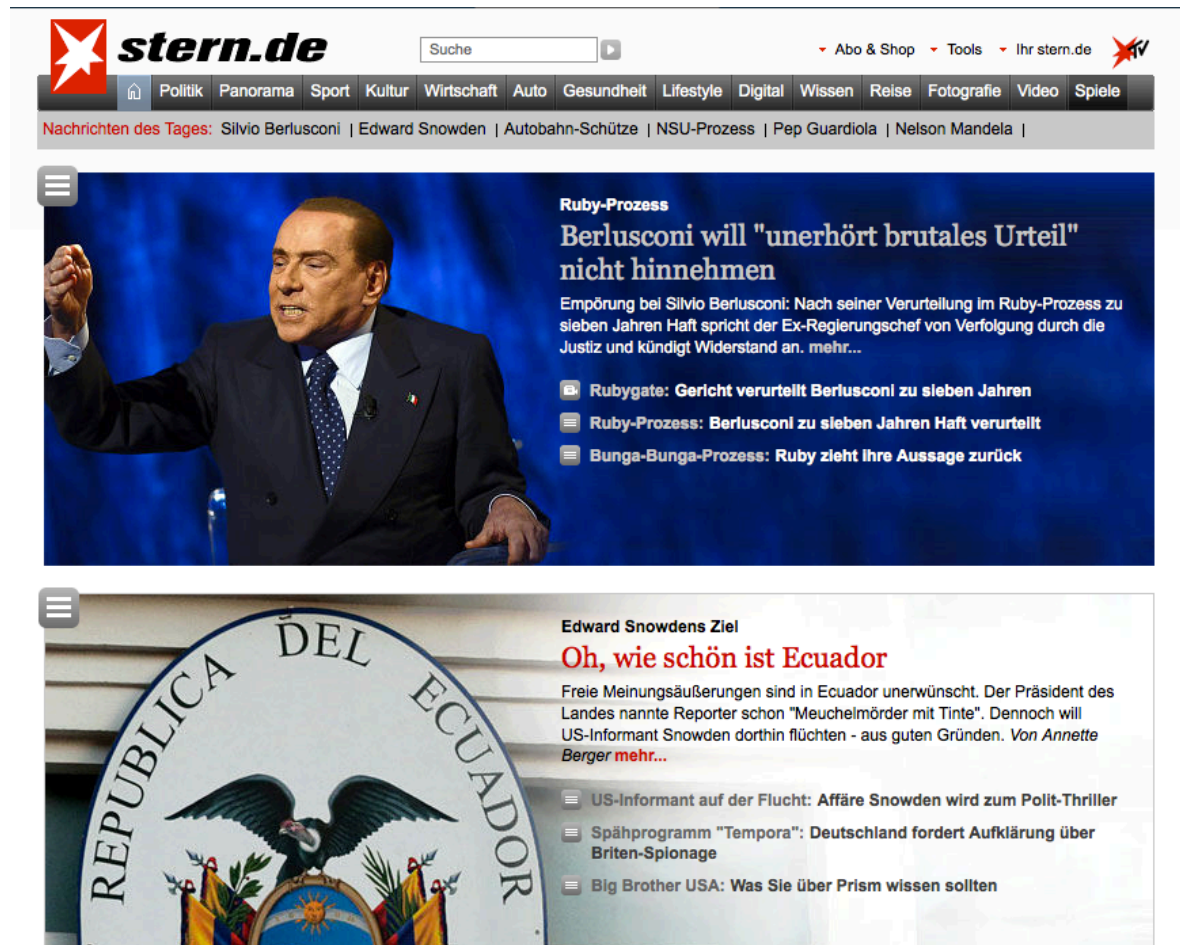 stern.de
Suche
Abo & Shop
Tools
Ihr stern.de
TV
Politik Panorama Sport Kultur Wirtschaft Auto Gesundheit Lifestyle Digital Wissen Reise Fotografie Video Spiele
Nachrichten des Tages: Silvio Berlusconi | Edward Snowden | Autobahn-Schütze | NSU-Prozess | Pep Guardiola | Nelson Mandela |
Ruby-Prozess
Berlusconi will "unerhört brutales Urteil"
nicht hinnehmen
Empörung bei Silvio Berlusconi: Nach seiner Verurteilung im Ruby-Prozess zu
sieben Jahren Haft spricht der Ex-Regierungschef von Verfolgung durch die
Justiz und kündigt Widerstand an. mehr...
Rubygate: Gericht verurteilt Berlusconi zu sieben Jahren
Ruby-Prozess: Berlusconi zu sieben Jahren Haft verurteilt
Bunga-Bunga-Prozess: Ruby zieht ihre Aussage zurück
REPUBLICA DEL ECUADOR
Edward Snowdens Ziel
Oh, wie schön ist Ecuador
Freie Meinungsäußerungen sind in Ecuador unerwünscht. Der Präsident des
Landes nannte Reporter schon "Meuchelmörder mit Tinte". Dennoch will
US-Informant Snowden dorthin flüchten - aus guten Gründen. Von Annette
Berger mehr...
US-Informant auf der Flucht: Affäre Snowden wird zum Polit-Thriller
Spähprogramm "Tempora": Deutschland fordert Aufklärung über
Briten-Spionage
Big Brother USA: Was Sie über Prism wissen sollten